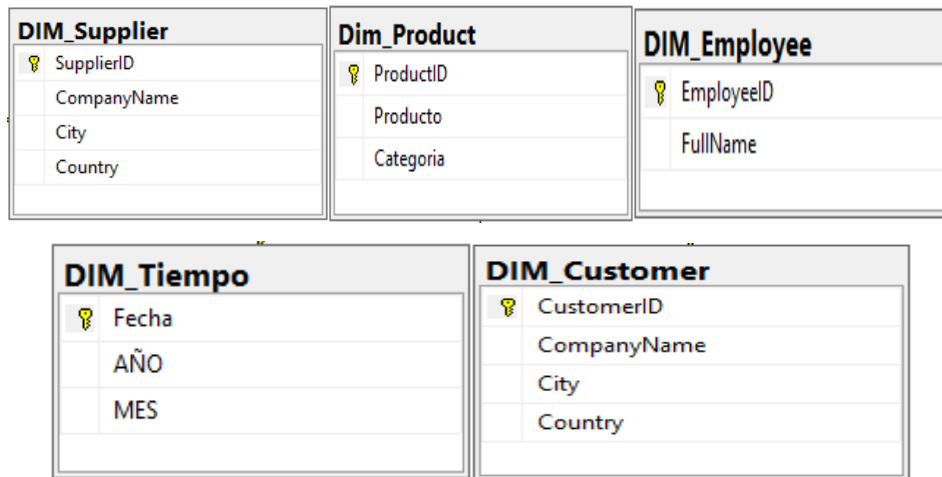 DIM_Supplier
SupplierID
CompanyName
City
Country
Dim_Product
ProductID
Producto
Categoria
DIM_Employee
EmployeeID
FullName
DIM_Tiempo
Fecha
AÑO
MES
DIM_Customer
CustomerID
CompanyName
City
Country